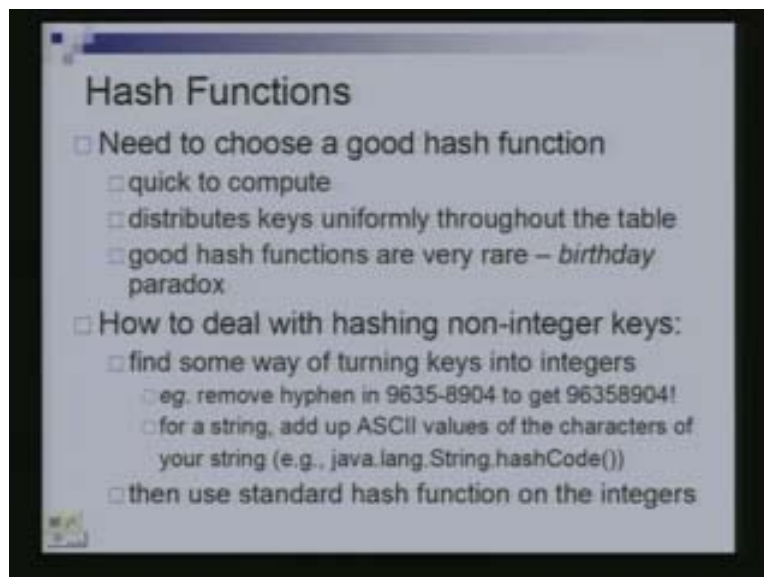 Hash Functions
Need to choose a good hash function
quick to compute
distributes keys uniformly throughout the table
good hash functions are very rare – birthday
paradox
How to deal with hashing non-integer keys:
find some way of turning keys into integers
eg. remove hyphen in 9635-8904 to get 96358904!
for a string, add up ASCII values of the characters of
your string (e.g., java.lang.String.hashCode())
then use standard hash function on the integers